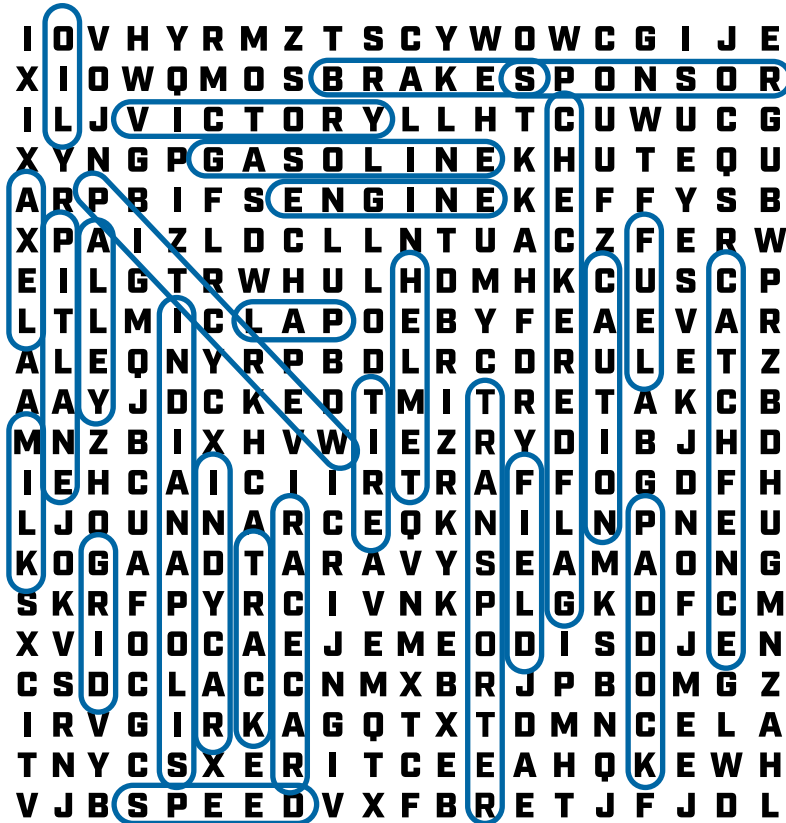 I O V H Y R M Z T S C Y W O W C G I J E
X I O W Q M O S B R A K E S P O N S O R
I L J V I C T O R Y L L H T C U W U C G
X Y N G P G A S O L I N E K H U T E Q U
A R P B I F S E N G I N E K E F F Y S B
X P A I Z L D C L L N T U A C Z F E R W
E I L G T R W H U L H D M H K C U S C P
L T L M I C L A P O E B Y F E A E V A R
A L E Q N Y R P B D L R C D R U L E T Z
A A Y J D C K E D T M I T R E T A K C B
M N Z B I X H V W I E Z R Y D I B J H D
I E H C A I C I I R T R A F F O G D F H
L J O U N N A R C E Q K N I L N P N E U
K O G A A D T A R A V Y S E A M A O N G
S K R F P Y R C I V N K P L G K D F C M
X V I O O C A E J E M E O D I S D J E N
C S D C L A C C N M X B R J P B O M G Z
I R V G I R K A G Q T X T D M N C E L A
T N Y C S X E R I T C E E A H Q K E W H
V J B S P E E D V X F B R E T J F J D L